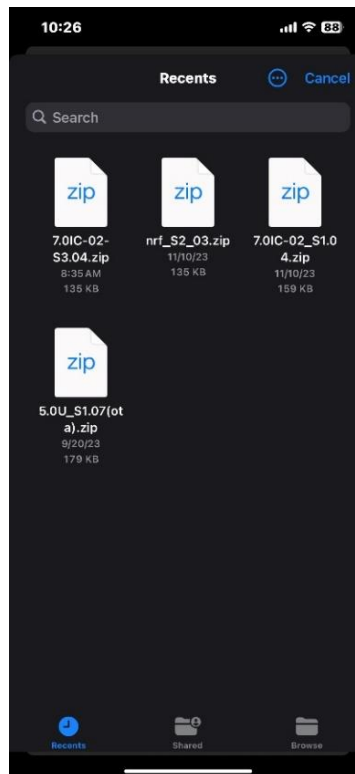 10:26
88
Recents
Cancel
Search
zip
zip
zip
7.0IC-02-
S3.04.zip
8:35 AM
135 KB
nrf_S2_03.zip
11/10/23
135 KB
7.0IC-02_S1.0
4.zip
11/10/23
159 KB
zip
5.0U_S1.07(ot
a).zip
9/20/23
179 KB
Recents
Shared
Browse